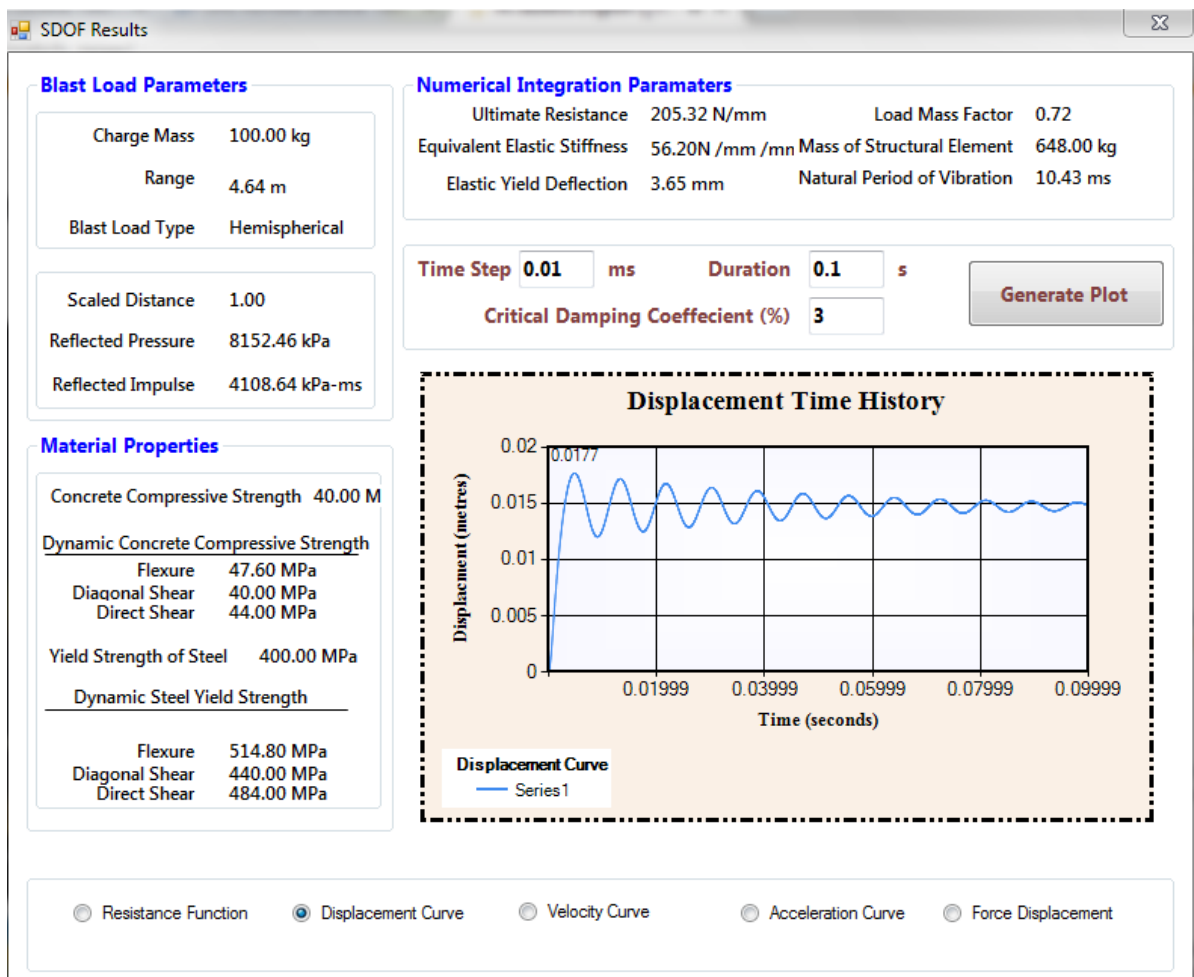 SDOF Results
Blast Load Parameters
Charge Mass 100.00 kg
Range 4.64 m
Blast Load Type Hemispherical
Scaled Distance 1.00
Reflected Pressure 8152.46 kPa
Reflected Impulse 4108.64 kPa-ms
Material Properties
Concrete Compressive Strength 40.00 M
Dynamic Concrete Compressive Strength
Flexure 47.60 MPa
Diagonal Shear 40.00 MPa
Direct Shear 44.00 MPa
Yield Strength of Steel 400.00 MPa
Dynamic Steel Yield Strength
Flexure 514.80 MPa
Diagonal Shear 440.00 MPa
Direct Shear 484.00 MPa
Numerical Integration Paramaters
Ultimate Resistance 205.32 N/mm Load Mass Factor 0.72
Equivalent Elastic Stiffness 56.20N /mm /mm Mass of Structural Element 648.00 kg
Elastic Yield Deflection 3.65 mm Natural Period of Vibration 10.43 ms
Time Step 0.01 ms Duration 0.1 s
Critical Damping Coeffecient (%) 3
Generate Plot
Displacement Time History
0.0177
0.02
0.015
0.01
0.005
0
Displacment (metres)
0.01999 0.03999 0.05999 0.07999 0.09999
Time (seconds)
Displacement Curve
Series1
Resistance Function Displacement Curve Velocity Curve Acceleration Curve Force Displacement